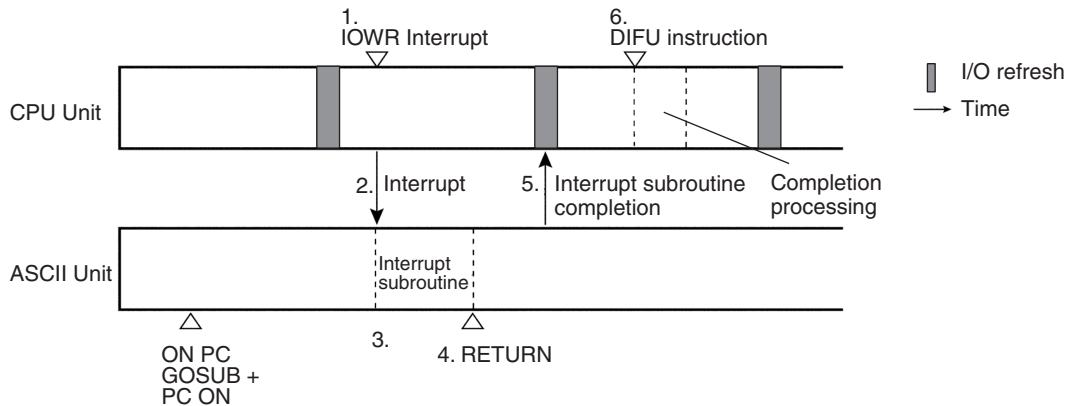 1.
IOWR Interrupt
6.
DIFU instruction
I/O refresh
Time
CPU Unit
2. Interrupt
5. Interrupt subroutine
completion
Completion
processing
ASCII Unit
Interrupt
subroutine
3.
4. RETURN
ON PC
GOSUB +
PC ON